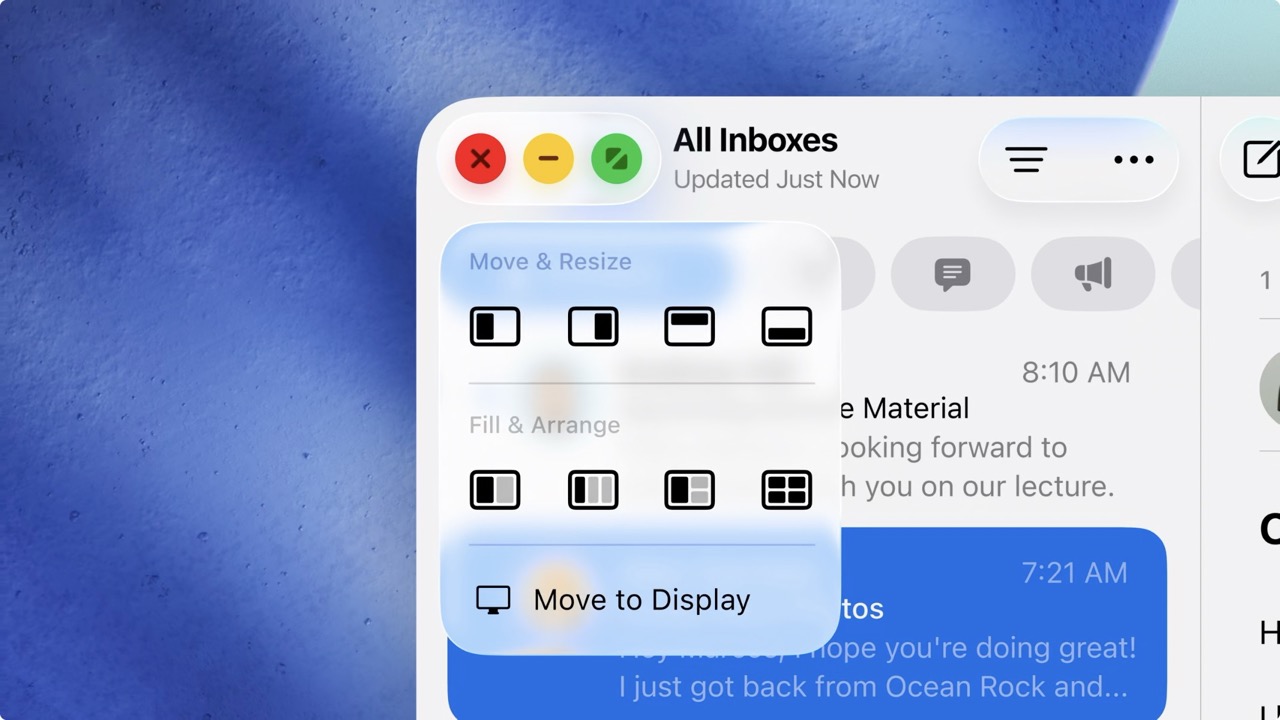 All Inboxes
Updated Just Now
Move & Resize
1
8:10 AM
Material
Fill & Arrange
ooking forward to
h you on our lecture.
7:21 AM
Move to Display
tos
hope you're doing great!
I just got back from Ocean Rock and...
H